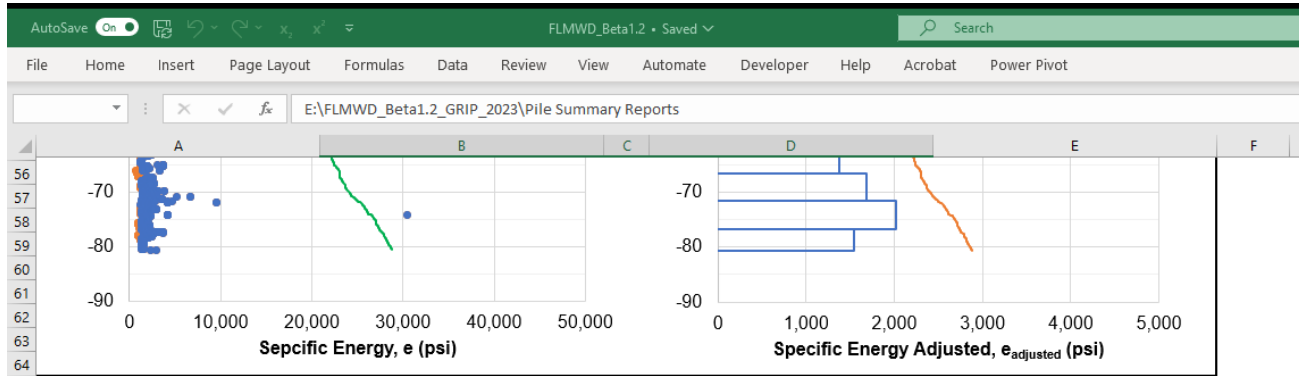 AutoSave On FLMWD_Beta1.2 • Saved Search
File Home Insert Page Layout Formulas Data Review View Automate Developer Help Acrobat Power Pivot
fx E:\FLMWD_Beta1.2_GRIP_2023\Pile Summary Reports
A B C D E F
56
57 -70 -70
58
59 -80 -80
60
61 -90 -90
62 0 10,000 20,000 30,000 40,000 50,000 0 1,000 2,000 3,000 4,000 5,000
63 Sepcific Energy, e (psi) Specific Energy Adjusted, eadjusted (psi)
64